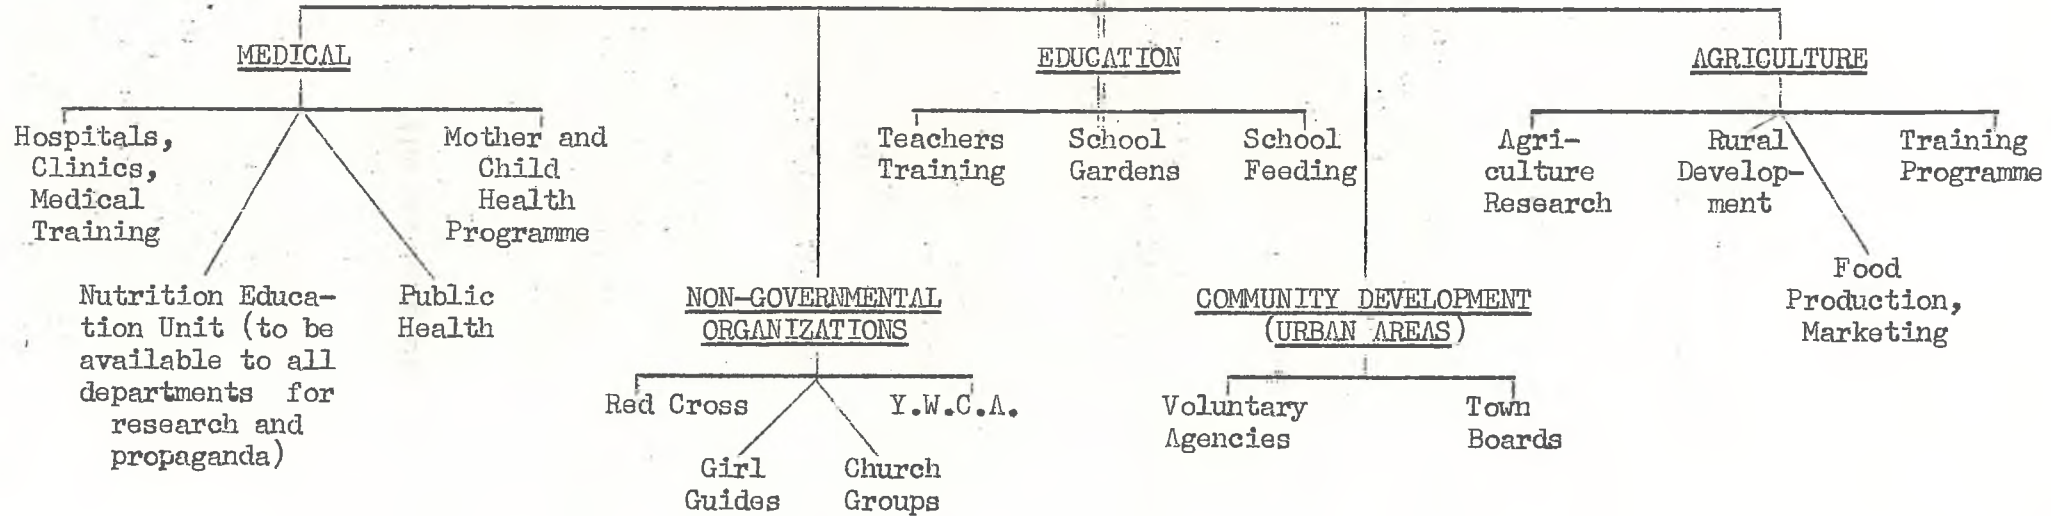 MEDICAL
Hospitals,
Clinics,
Medical
Training
Mother and
Child
Health
Programme
Nutrition Educa-
tion Unit (to be
available to all
departments for
research and
propaganda)
Public
Health
NON-GOVERNMENTAL
ORGANIZATIONS
Red Cross
Y.W.C.A.
Girl
Guides
Church
Groups
EDUCATION
Teachers
Training
School
Gardens
School
Feeding
COMMUNITY DEVELOPMENT
(URBAN AREAS)
Voluntary
Agencies
Town
Boards
AGRICULTURE
Agri-
culture
Research
Rural
Develop-
ment
Training
Programme
Food
Production,
Marketing